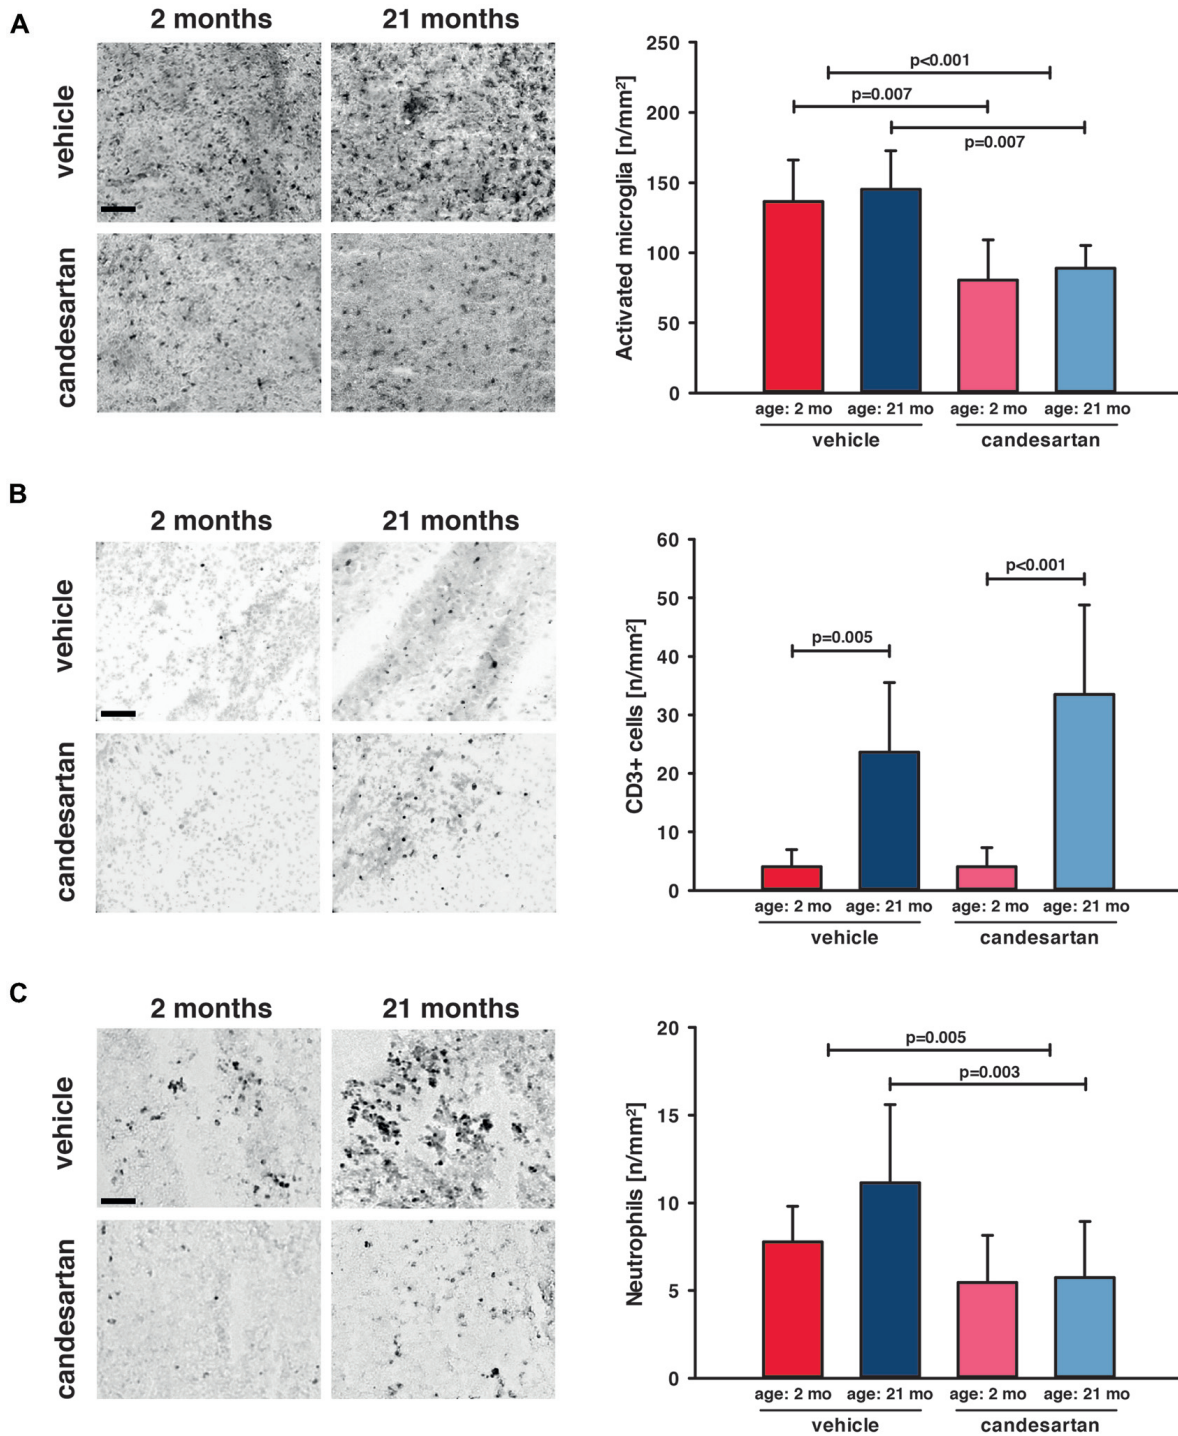 A
2 months
21 months
vehicle
candesartan
Activated microglia [n/mm²]
250
200
150
100
50
0
p<0.001
p=0.007
p=0.007
age: 2 mo
age: 21 mo
age: 2 mo
age: 21 mo
vehicle
candesartan
B
2 months
21 months
vehicle
candesartan
CD3+ cells [n/mm²]
60
50
40
30
20
10
0
p<0.001
p=0.005
age: 2 mo
age: 21 mo
age: 2 mo
age: 21 mo
vehicle
candesartan
C
2 months
21 months
vehicle
candesartan
Neutrophils [n/mm²]
20
15
10
5
0
p=0.005
p=0.003
age: 2 mo
age: 21 mo
age: 2 mo
age: 21 mo
vehicle
candesartan